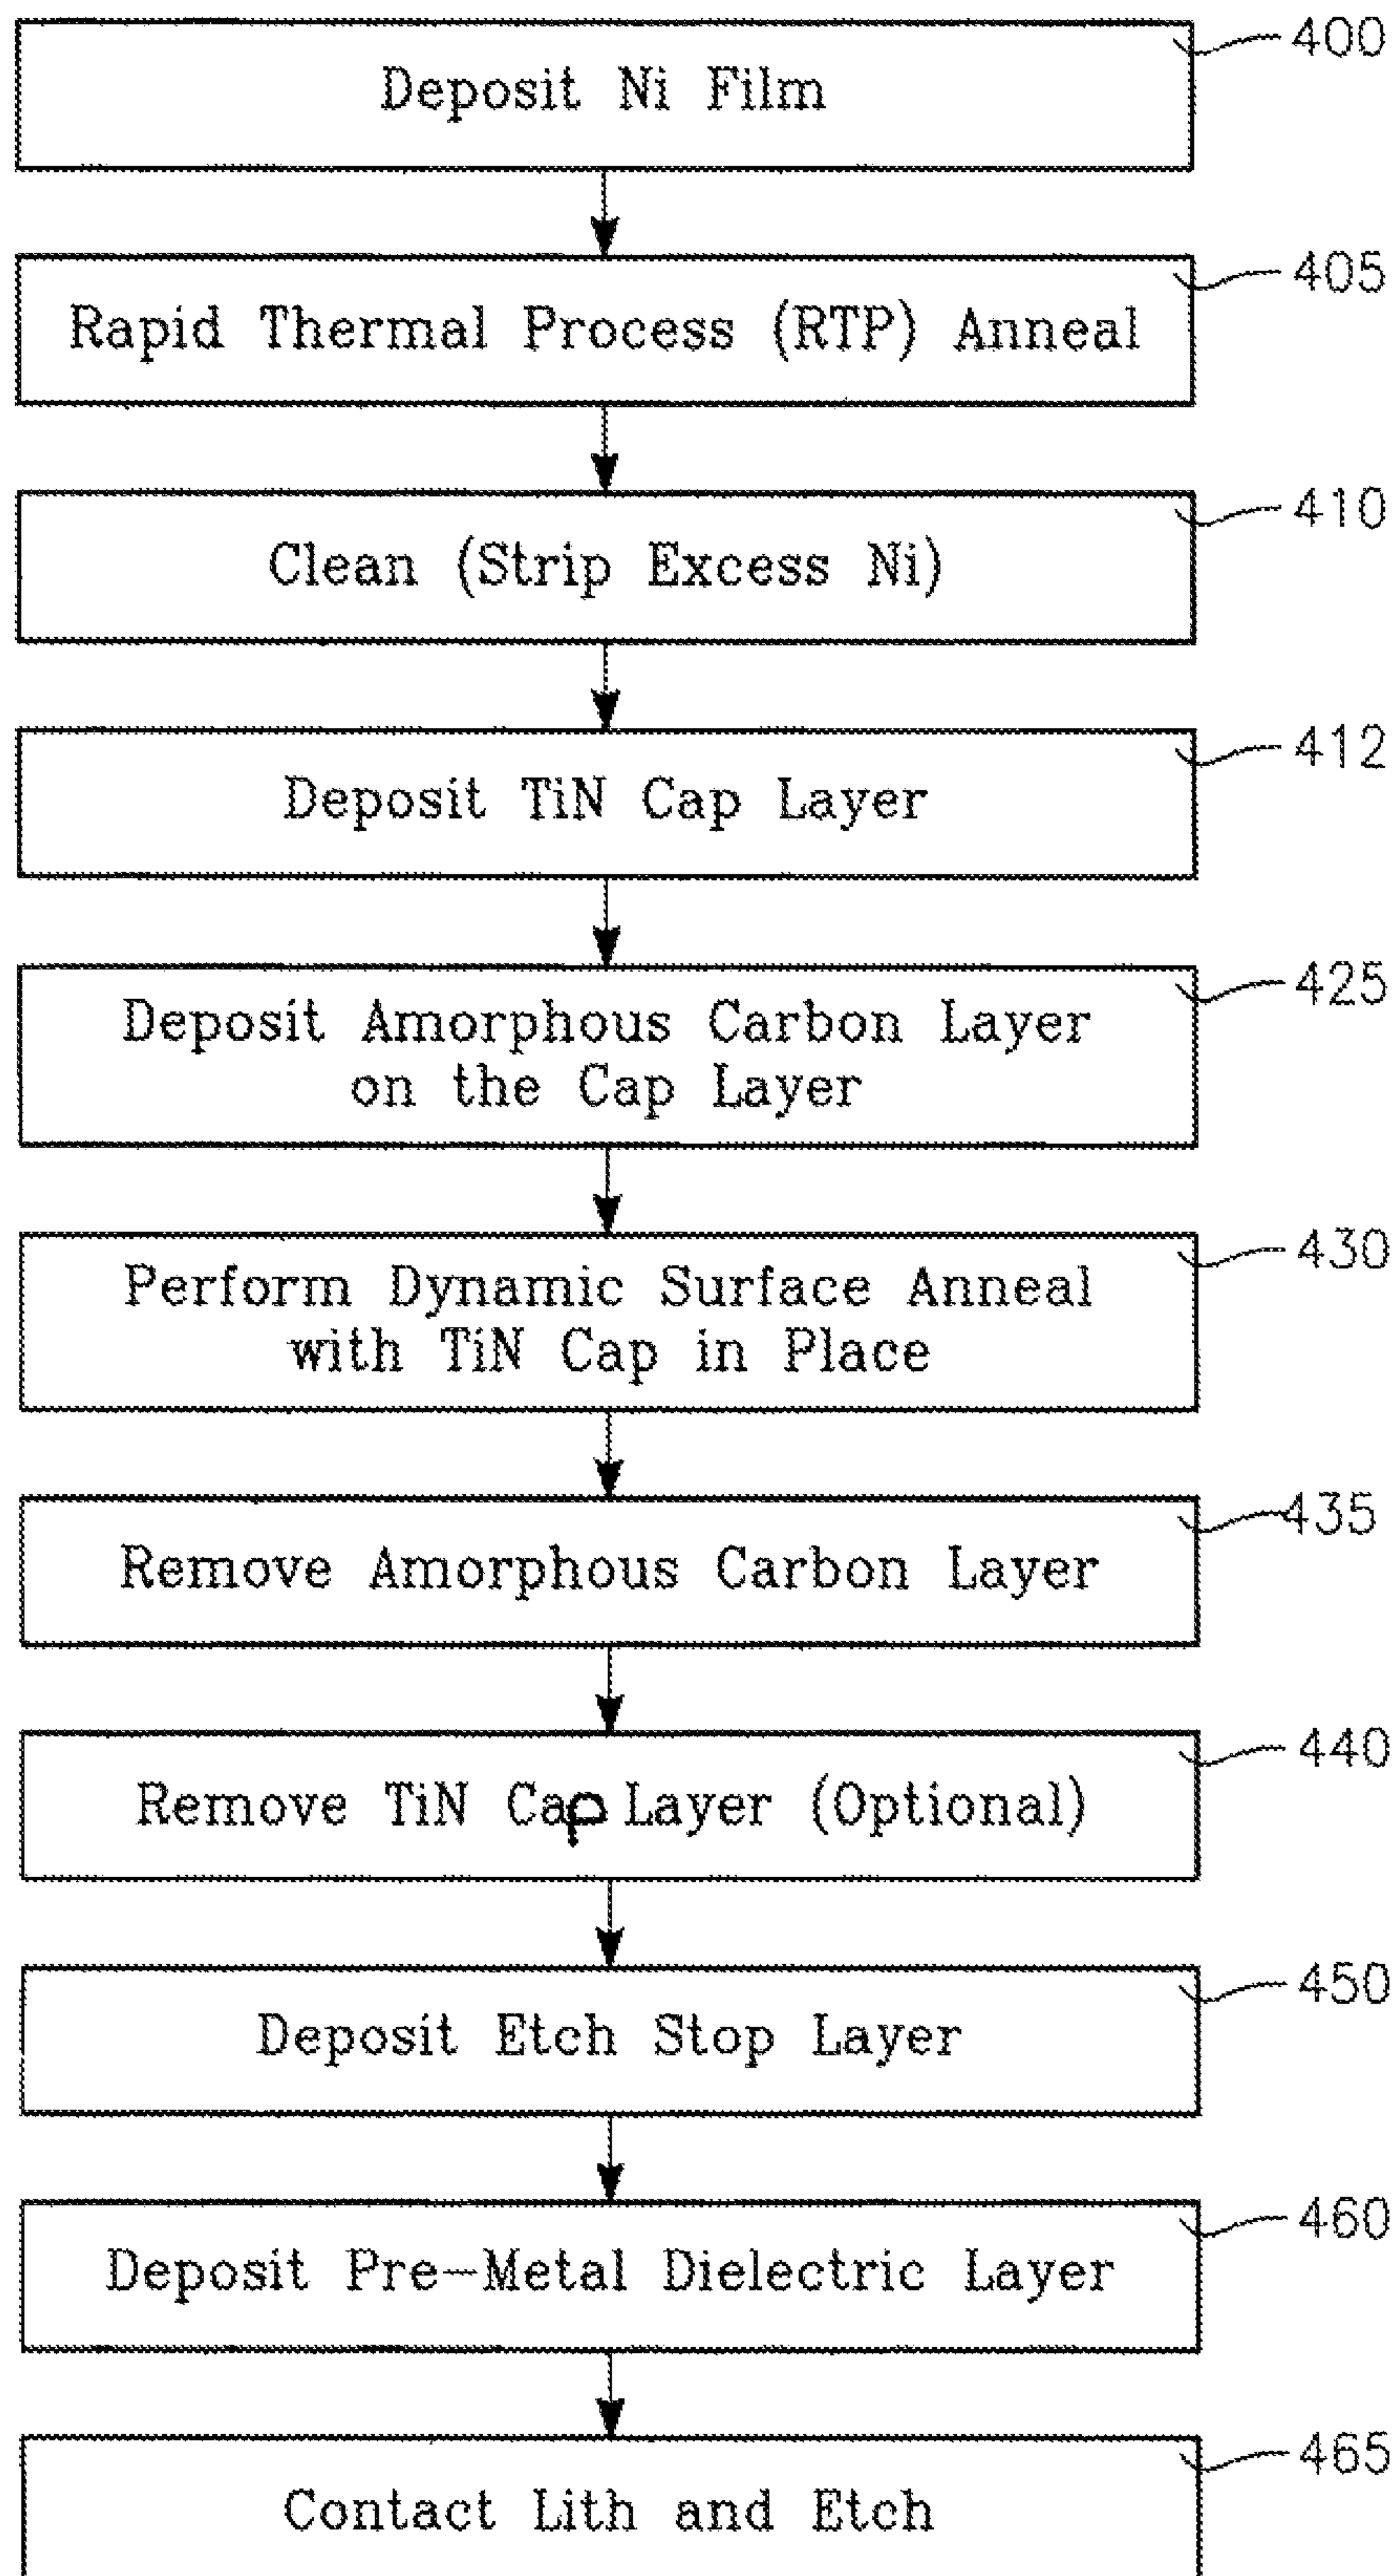 Deposit Ni Film
400
Rapid Thermal Process (RTP) Anneal
405
Clean (Strip Excess Ni)
410
Deposit TiN Cap Layer
412
Deposit Amorphous Carbon Layer
on the Cap Layer
425
Perform Dynamic Surface Anneal
with TiN Cap in Place
430
Remove Amorphous Carbon Layer
435
Remove TiN Cap Layer (Optional)
440
Deposit Etch Stop Layer
450
Deposit Pre-Metal Dielectric Layer
460
Contact Lith and Etch
465